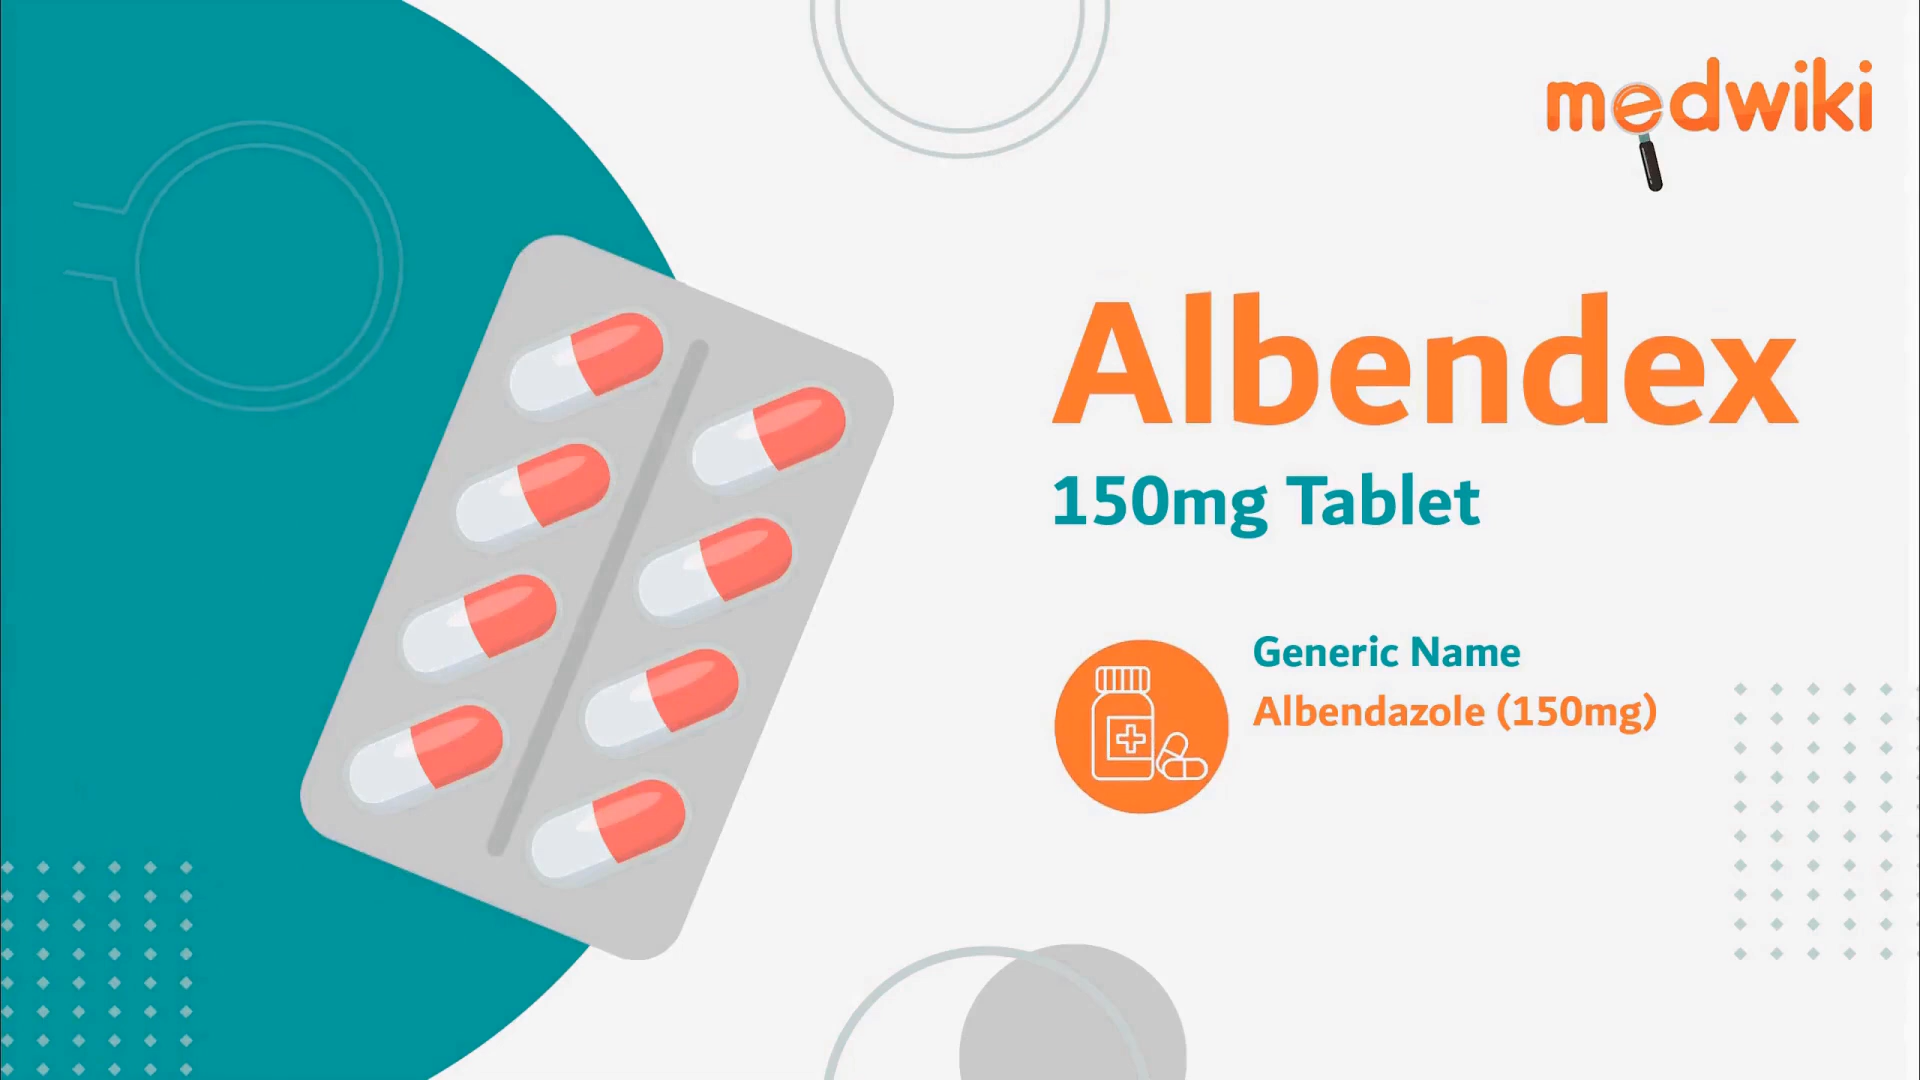 medwiki
Albendex
150mg Tablet
Generic Name
Albendazole (150mg)